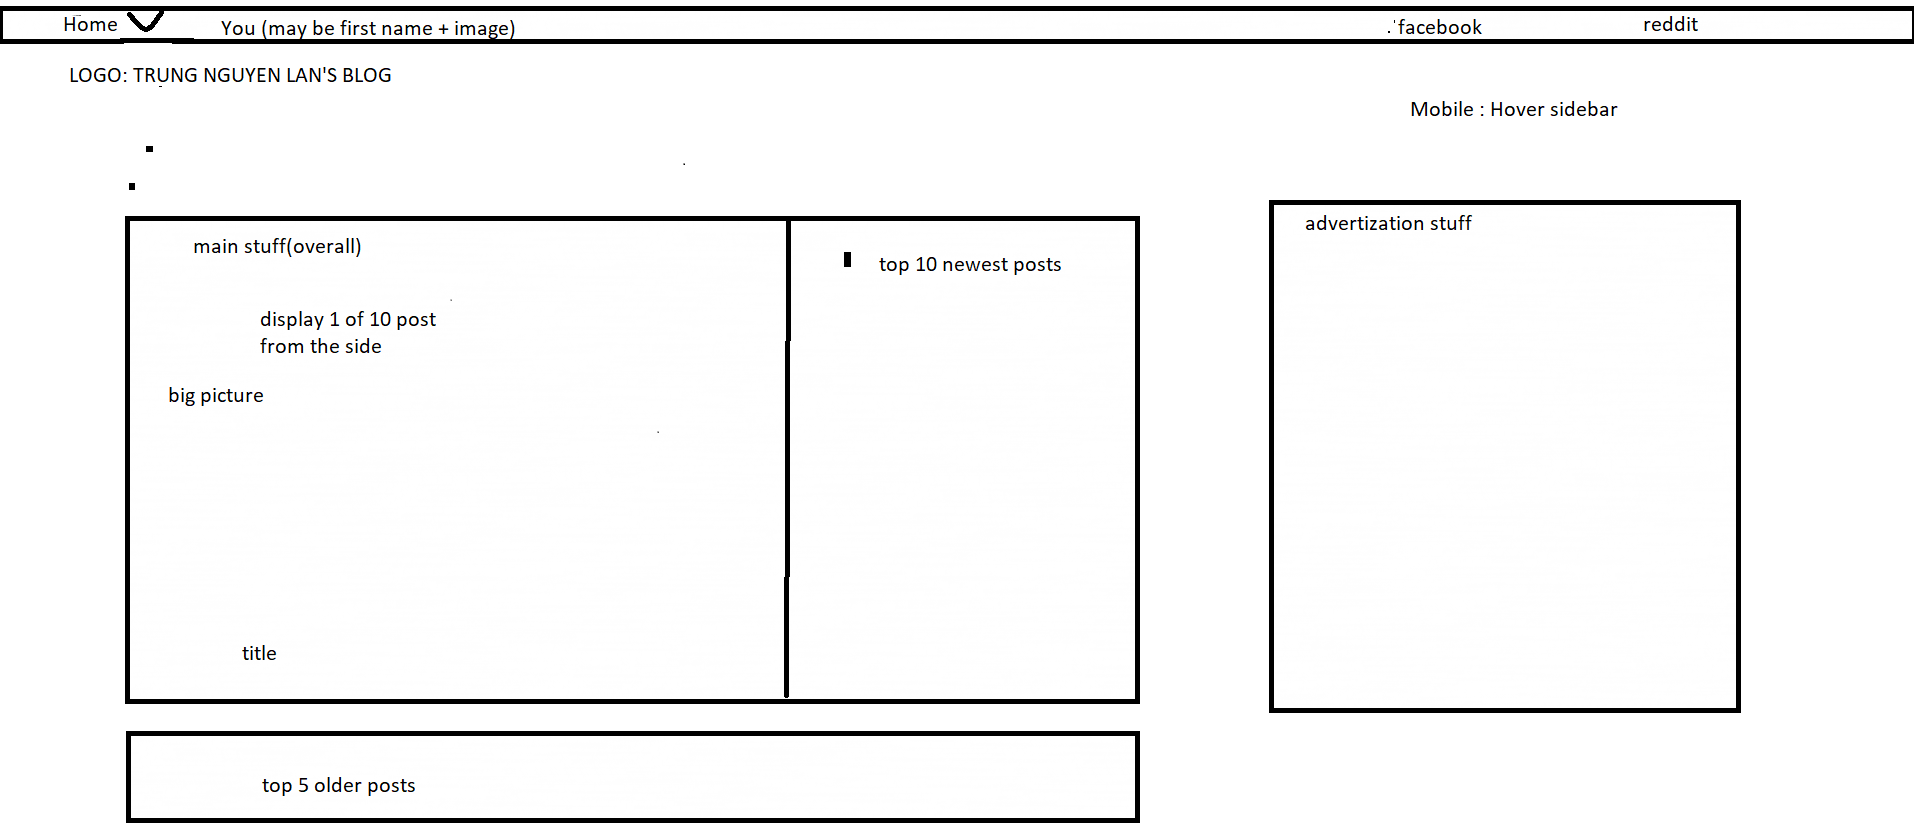 Home
You (may be first name + image)
facebook
reddit
LOGO: TRUNG NGUYEN LAN'S BLOG
Mobile : Hover sidebar
main stuff(overall)
display 1 of 10 post
from the side
big picture
title
top 10 newest posts
advertization stuff
top 5 older posts